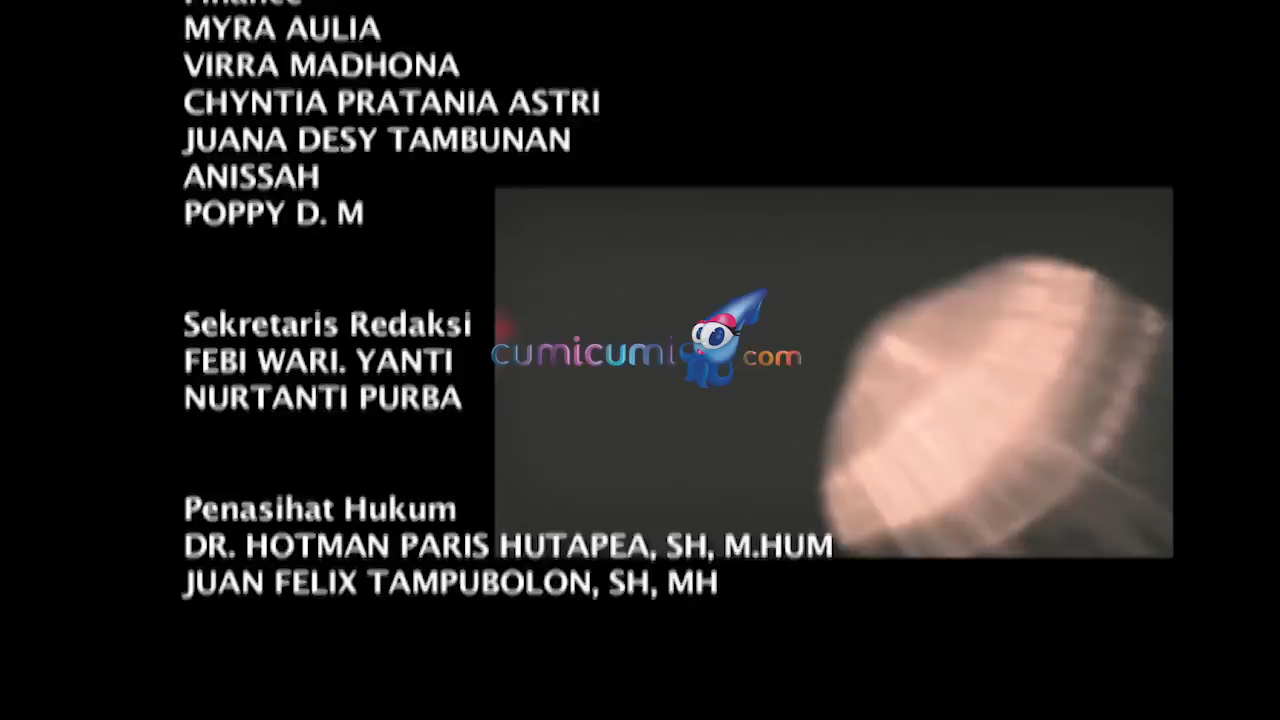 Finance
MYRA AULIA
VIRRA MADHONA
CHYNTIA PRATANIA ASTRI
JUANA DESY TAMBUNAN
ANISSAH
POPPY D. M
Sekretaris Redaksi
FEBI WARI. YANTI
NURTANTI PURBA
cumicumi com
Penasihat Hukum
DR. HOTMAN PARIS HUTAPEA, SH, M.HUM
JUAN FELIX TAMPUBOLON, SH, MH